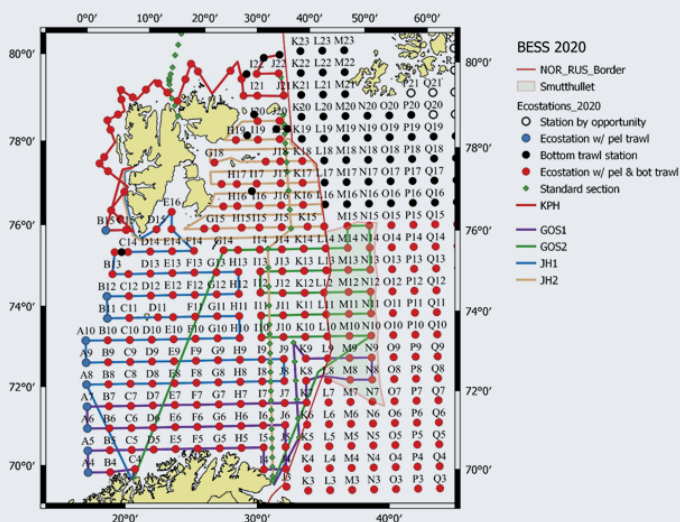 0°0' 10°0' 20°0' 30°0' 40°0' 50°0' 60°0'
80°0' 80°0'
K23 L23 M23
I22 J22 K22 L22 M22
I21 J21 K21 L21 M21 Q21
J20 K20 L20 M20 N20 O20 P20 Q20
H19 I19 K19 L19 M19 N19 O19 P19 Q19
78°0' 78°0'
G18 J18 K18 L18 M18 N18 O18 P18 Q18
H17 I17 J17 K17 L17 M17 N17 O17 P17 Q17
H16 I16 J16 K16 L16 M16 N16 O16 P16 Q16
E16
B15 C15 D15 G15 H15 I15 J15 K15 M15 N15 O15 P15 Q15
76°0' 76°0'
C14 D14 E14 F14 G14 I14 J14 K14 L14 M14 N14 O14 P14 Q14
B13 D13 E13 F13 G13 H13 I13 J13 K13 L13 M13 N13 O13 P13 Q13
B12 C12 D12 E12 F12 G12 H12 I12 J12 K12 L12 M12 N12 O12 P12 Q12
74°0' 74°0'
B11 C11 D11 F11 G11 H11 I11 J11 K11 L11 M11 N11 O11 P11 Q11
A10 B10 C10 D10 E10 F10 G10 H10 I10 J10 K10 L10 M10 N10 O10 P10 Q10
A9 B9 C9 D9 E9 F9 G9 H9 I9 J9 K9 L9 M9 N9 O9 P9 Q9
A8 B8 C8 D8 E8 F8 G8 H8 I8 J8 K8 L8 M8 N8 O8 P8 Q8
72°0' 72°0'
A7 B7 C7 D7 E7 F7 G7 H7 I7 J7 K7 L7 M7 N7 O7 P7 Q7
A6 B6 C6 D6 E6 F6 G6 H6 I6 J6 K6 L6 M6 N6 O6 P6 Q6
A5 B5 C5 D5 E5 F5 G5 H5 I5 J5 K5 L5 M5 N5 O5 P5 Q5
A4 B4 C4 I4 J4 K4 L4 M4 N4 O4 P4 Q4
70°0' 70°0'
J3 K3 L3 M3 N3 O3 P3 Q3
20°0' 30°0' 40°0'
BESS 2020
NOR_RUS_Border
Smutthullet
Ecostations_2020
Station by opportunity
Ecostation w/ pel trawl
Bottom trawl station
Ecostation w/ pel & bot trawl
Standard section
KPH
GOS1
GOS2
JH1
JH2